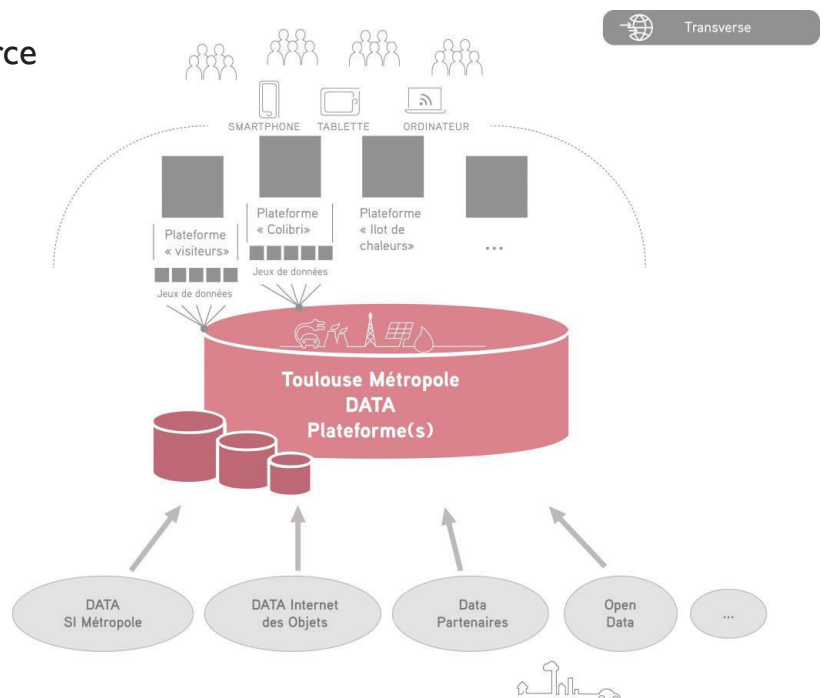 rce
Transverse
SMARTPHONE TABLETTE ORDINATEUR
Plateforme
« visiteurs»
Jeux de données
Plateforme
« Colibri»
Jeux de données
Plateforme
« Ilot de
chaleurs»
...
Toulouse Métropole
DATA
Plateforme(s)
DATA
SI Métropole
DATA Internet
des Objets
Data
Partenaires
Open
Data
...